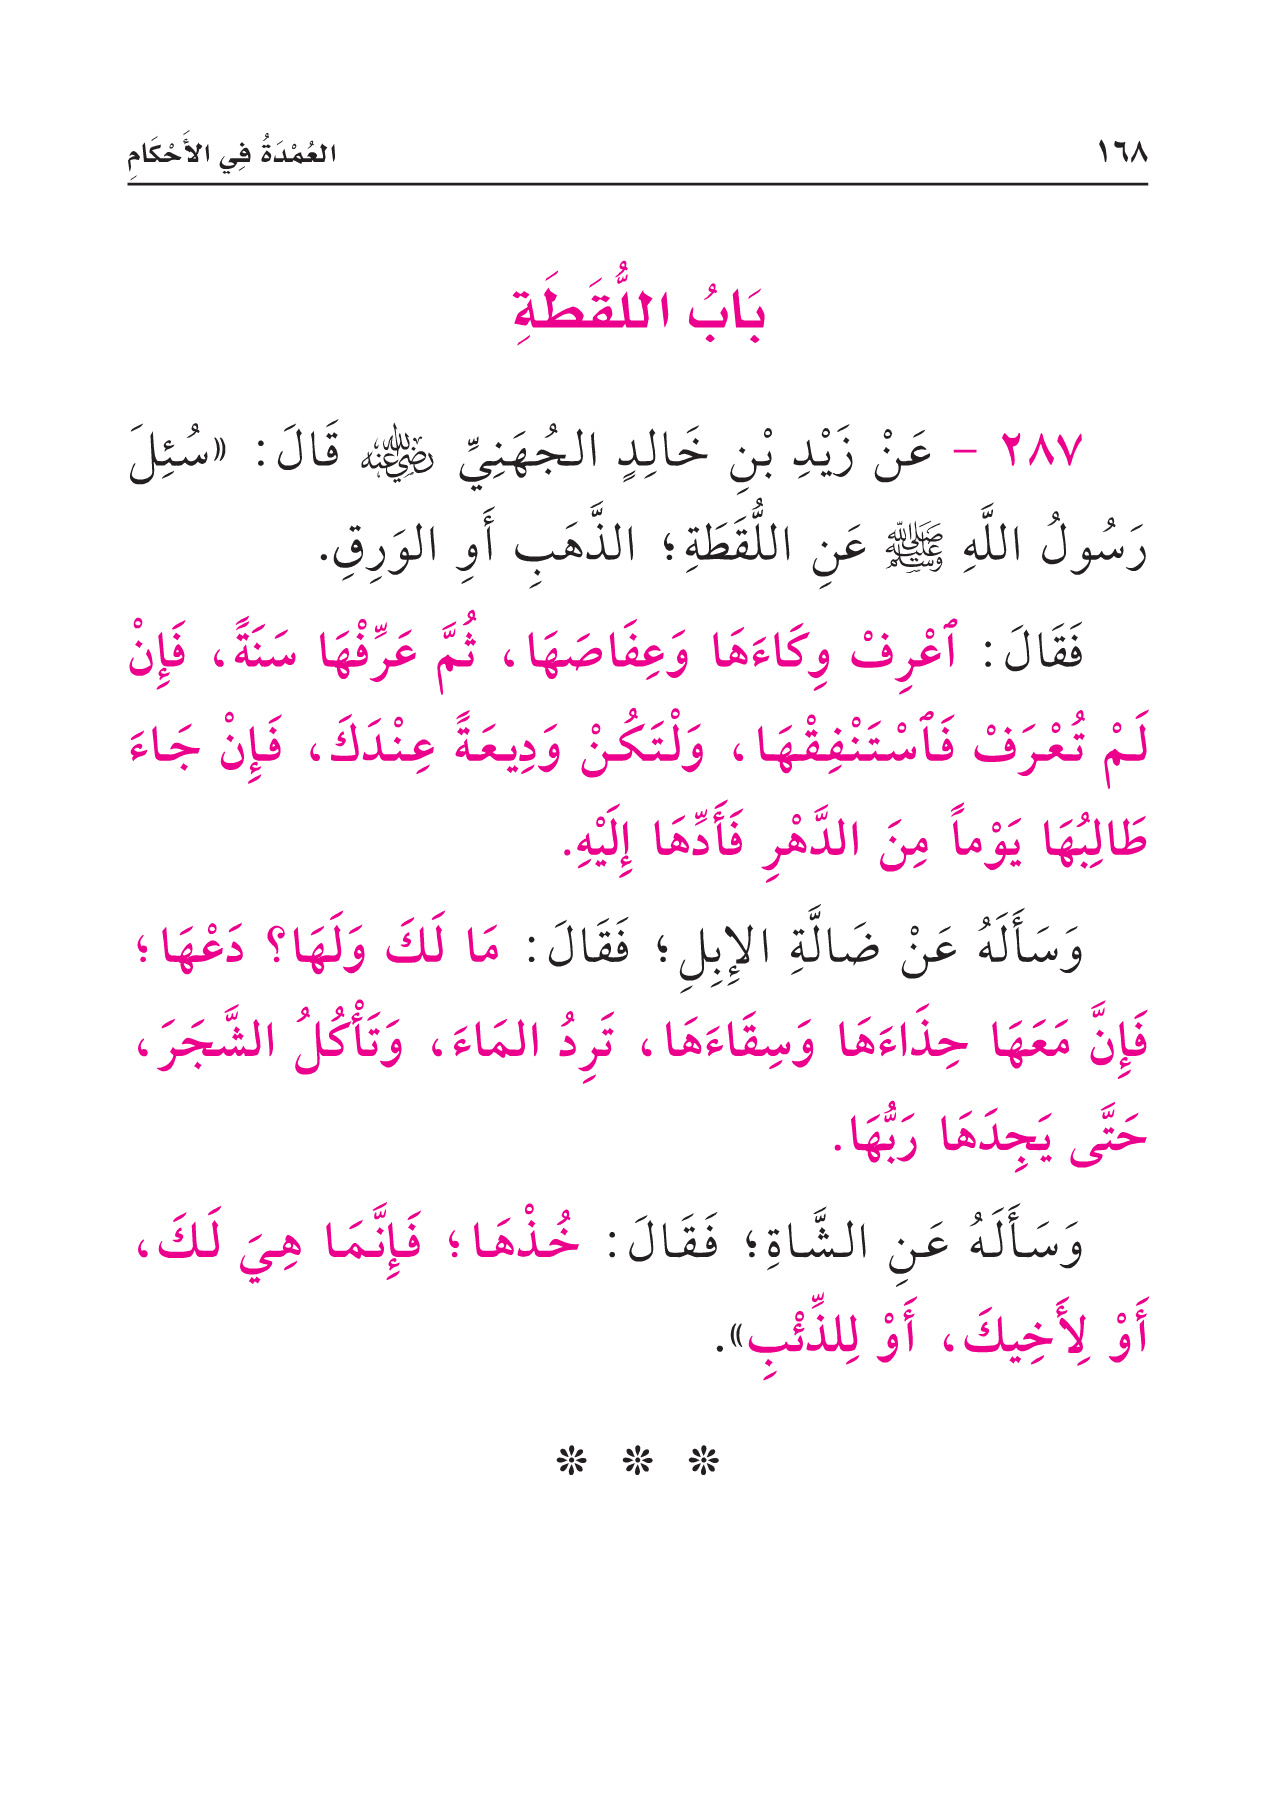 ١٦٨ العُمْدَةُ فِي الأَحْكَامِ
بَابُ اللُّقَطَةِ
٢٨٧ - عَنْ زَيْدِ بْنِ خَالِدٍ الجُهَنِيِّ رضي الله عنه قَالَ: «سُئِلَ
رَسُولُ اللَّهِ ﷺ عَنِ اللُّقَطَةِ؛ الذَّهَبِ أَوِ الوَرِقِ.
فَقَالَ: ٱعْرِفْ وِكَاءَهَا وَعِفَاصَهَا، ثُمَّ عَرِّفْهَا سَنَةً، فَإِنْ
لَمْ تُعْرَفْ فَٱسْتَنْفِقْهَا، وَلْتَكُنْ وَدِيعَةً عِنْدَكَ، فَإِنْ جَاءَ
طَالِبُهَا يَوْماً مِنَ الدَّهْرِ فَأَدِّهَا إِلَيْهِ.
وَسَأَلَهُ عَنْ ضَالَّةِ الإِبِلِ؛ فَقَالَ: مَا لَكَ وَلَهَا؟ دَعْهَا؛
فَإِنَّ مَعَهَا حِذَاءَهَا وَسِقَاءَهَا، تَرِدُ المَاءَ، وَتَأْكُلُ الشَّجَرَ،
حَتَّى يَجِدَهَا رَبُّهَا.
وَسَأَلَهُ عَنِ الشَّاةِ؛ فَقَالَ: خُذْهَا؛ فَإِنَّمَا هِيَ لَكَ،
أَوْ لِأَخِيكَ، أَوْ لِلذِّئْبِ».